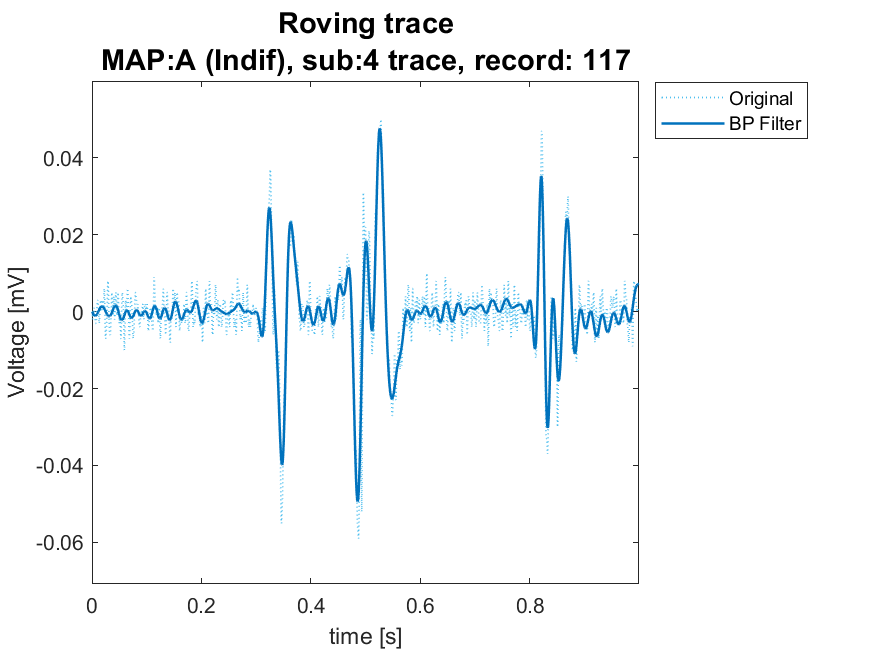 Roving trace
MAP:A (Indif), sub:4 trace, record: 117
Original
BP Filter
0.04
0.02
0
-0.02
-0.04
-0.06
Voltage [mV]
0
0.2
0.4
0.6
0.8
time [s]